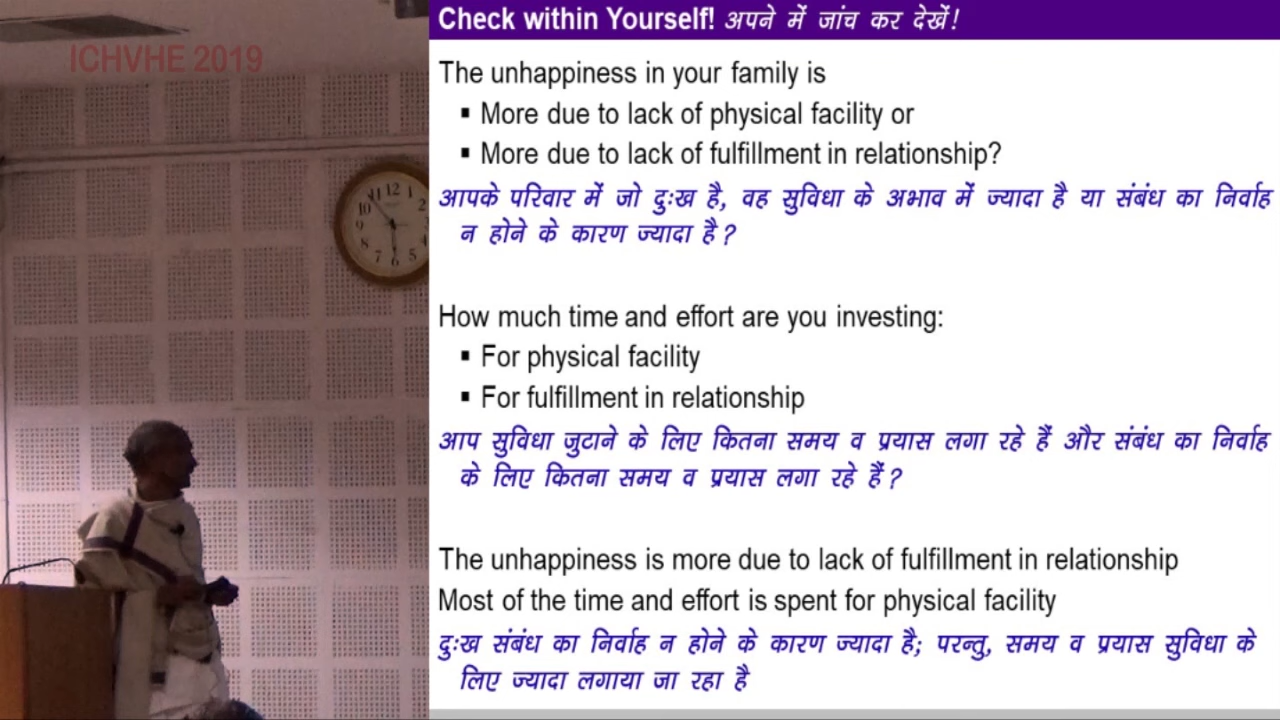 ICHVHE 2019
Check within Yourself! अपने में जांच कर देखें!
The unhappiness in your family is
▪ More due to lack of physical facility or
▪ More due to lack of fulfillment in relationship?
आपके परिवार में जो दुःख है, वह सुविधा के अभाव में ज्यादा है या संबंध का निर्वाह
न होने के कारण ज्यादा है?
How much time and effort are you investing:
▪ For physical facility
▪ For fulfillment in relationship
आप सुविधा जुटाने के लिए कितना समय व प्रयास लगा रहे हैं और संबंध का निर्वाह
के लिए कितना समय व प्रयास लगा रहे हैं?
The unhappiness is more due to lack of fulfillment in relationship
Most of the time and effort is spent for physical facility
दुःख संबंध का निर्वाह न होने के कारण ज्यादा है; परन्तु, समय व प्रयास सुविधा के
लिए ज्यादा लगाया जा रहा है